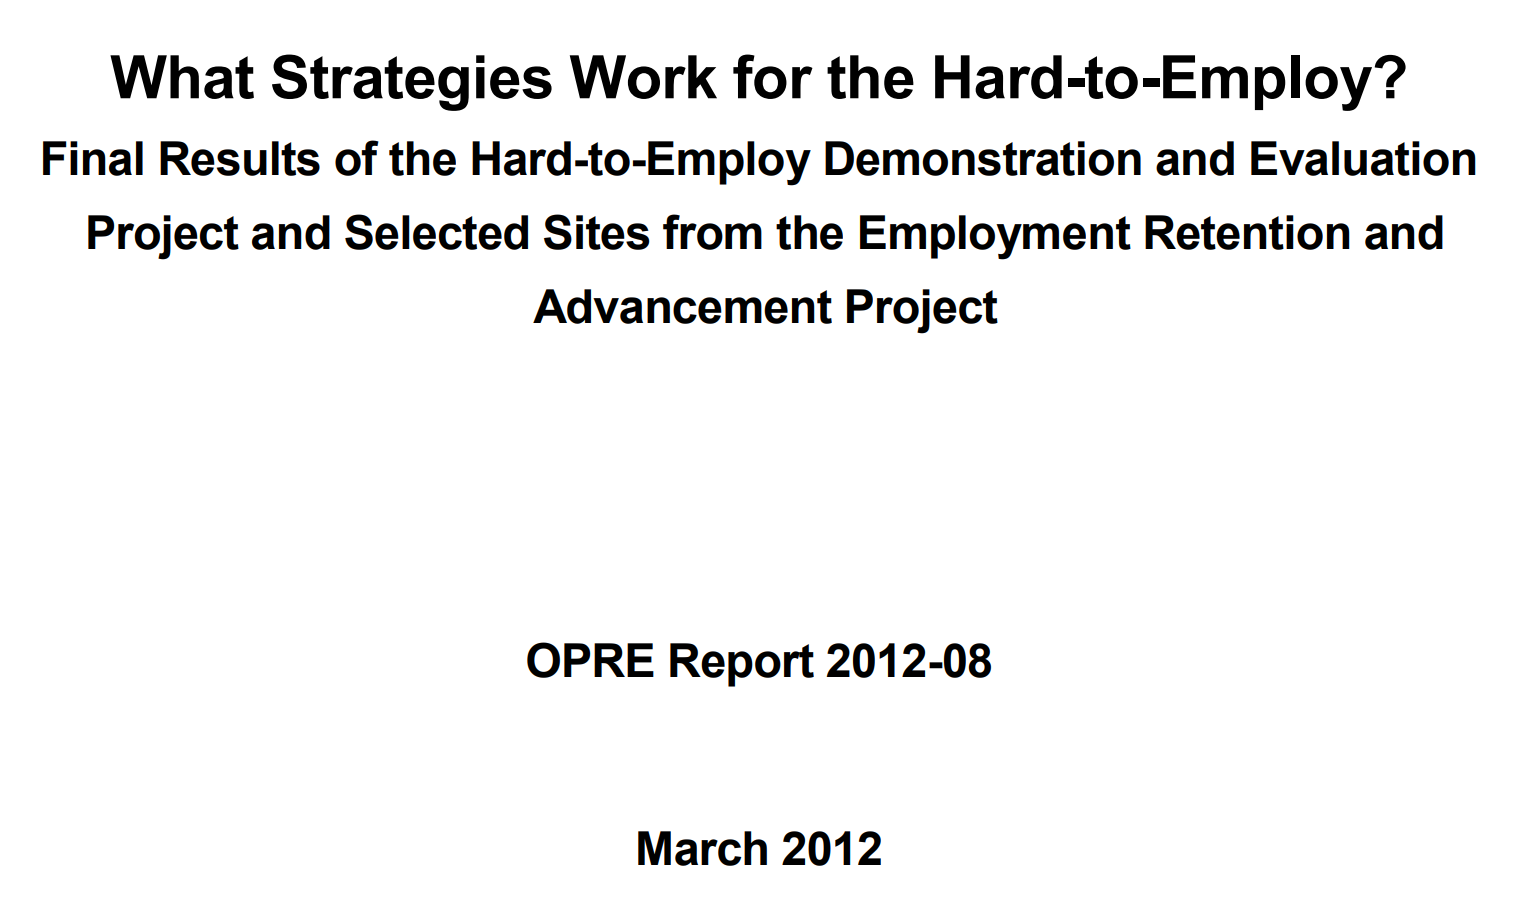 What Strategies Work for the Hard-to-Employ?
Final Results of the Hard-to-Employ Demonstration and Evaluation
Project and Selected Sites from the Employment Retention and
Advancement Project
OPRE Report 2012-08
March 2012